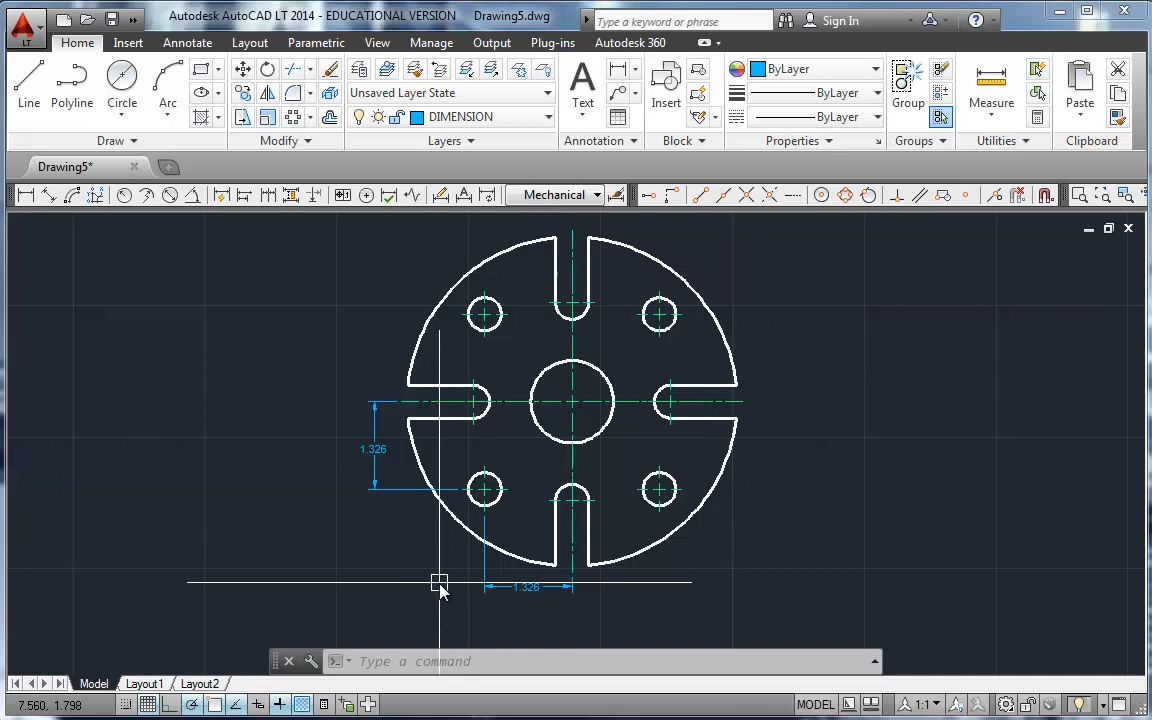 Autodesk AutoCAD LT 2014 - EDUCATIONAL VERSION Drawing5.dwg Type a keyword or phrase Sign In
LT
Home Insert Annotate Layout Parametric View Manage Output Plug-ins Autodesk 360
Line Polyline Circle Arc Unsaved Layer State DIMENSION Text Insert ByLayer ByLayer ByLayer Group Measure Paste
Draw Modify Layers Annotation Block Properties Groups Utilities Clipboard
Drawing5*
Mechanical
1.326
1.326
Type a command
Model Layout1 Layout2
7.560, 1.798 MODEL 1:1